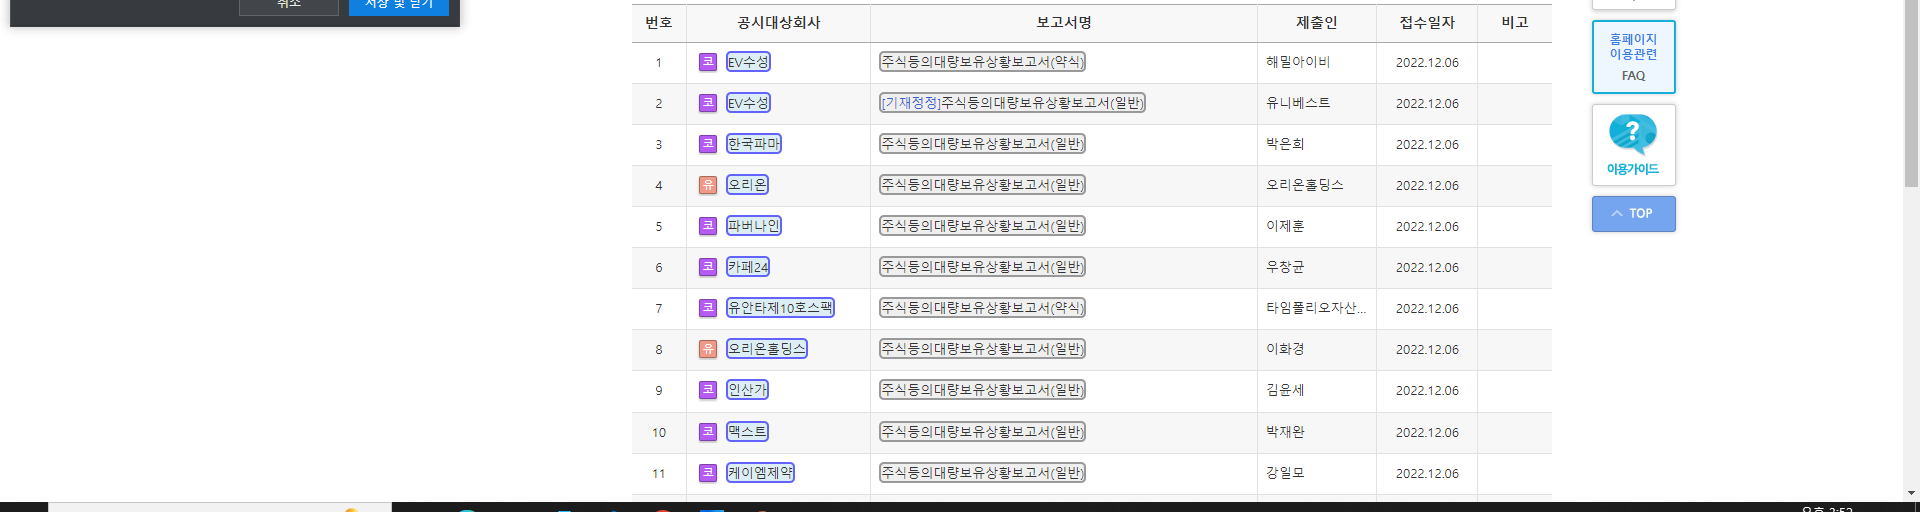 취소 저장 및 닫기
번호 공시대상회사 보고서명 제출인 접수일자 비고
1 코 EV수성 주식등의대량보유상황보고서(약식) 해밀아이비 2022.12.06
2 코 EV수성 [기재정정]주식등의대량보유상황보고서(일반) 유니베스트 2022.12.06
3 코 한국파마 주식등의대량보유상황보고서(일반) 박은희 2022.12.06
4 유 오리온 주식등의대량보유상황보고서(일반) 오리온홀딩스 2022.12.06
5 코 파버나인 주식등의대량보유상황보고서(일반) 이제훈 2022.12.06
6 코 카페24 주식등의대량보유상황보고서(일반) 우창균 2022.12.06
7 코 유안타제10호스팩 주식등의대량보유상황보고서(약식) 타임폴리오자산... 2022.12.06
8 유 오리온홀딩스 주식등의대량보유상황보고서(일반) 이화경 2022.12.06
9 코 인산가 주식등의대량보유상황보고서(일반) 김윤세 2022.12.06
10 코 맥스트 주식등의대량보유상황보고서(일반) 박재완 2022.12.06
11 코 케이엠제약 주식등의대량보유상황보고서(일반) 강일모 2022.12.06
홈페이지
이용관련
FAQ
이용가이드
TOP
오후 2:52